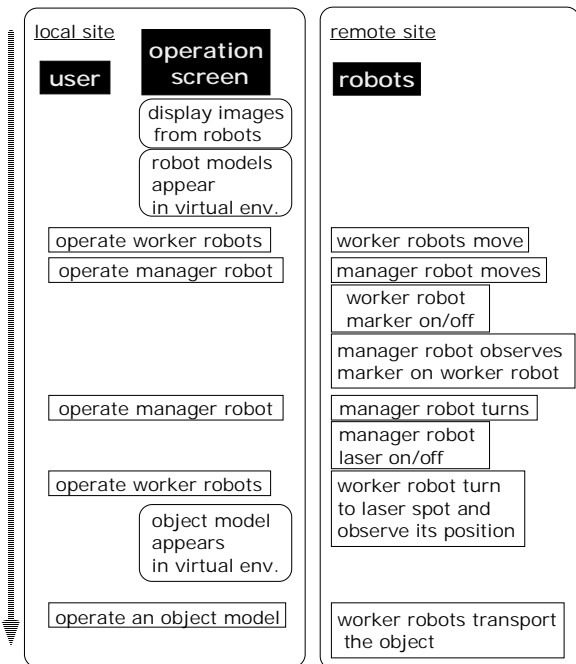 local site
user
operation
screen
display images
from robots
robot models
appear
in virtual env.
operate worker robots
operate manager robot
operate manager robot
operate worker robots
object model
appears
in virtual env.
operate an object model
remote site
robots
worker robots move
manager robot moves
worker robot
marker on/off
manager robot observes
marker on worker robot
manager robot turns
manager robot
laser on/off
worker robot turn
to laser spot and
observe its position
worker robots transport
the object